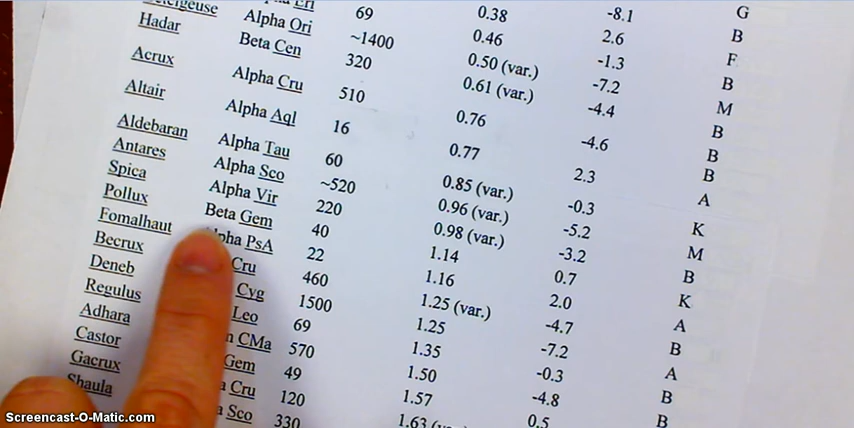 G
-8.1 B
0.38 2.6 F
Eri 69 0.46 -1.3 B
Alpha Ori ~1400 0.50 (var.) -7.2 M
Hadar Beta Cen 320 0.61 (var.) -4.4 B
Acrux Alpha Cru 510 0.76 -4.6 B
B
Altair Alpha Aql 16 0.77 2.3 A
Aldebaran Alpha Tau 60 0.85 (var.) -0.3 K
Antares Alpha Sco ~520 0.96 (var.) -5.2 M
Spica Alpha Vir 220 0.98 (var.) -3.2 B
Pollux Beta Gem 40 1.14 0.7 K
Fomalhaut pha PsA 22 1.16 2.0 A
Becrux Cru 460 1.25 (var.) -4.7 B
Deneb Cyg 1500 1.25 -7.2 A
Regulus Leo 69 1.35 -0.3 B
Adhara n CMa 570 1.50 -4.8 B
Castor Gem 49 1.57 0.5
Gacrux a Cru 120 1.63
Shaula a Sco 330
Screencast-O-Matic.com